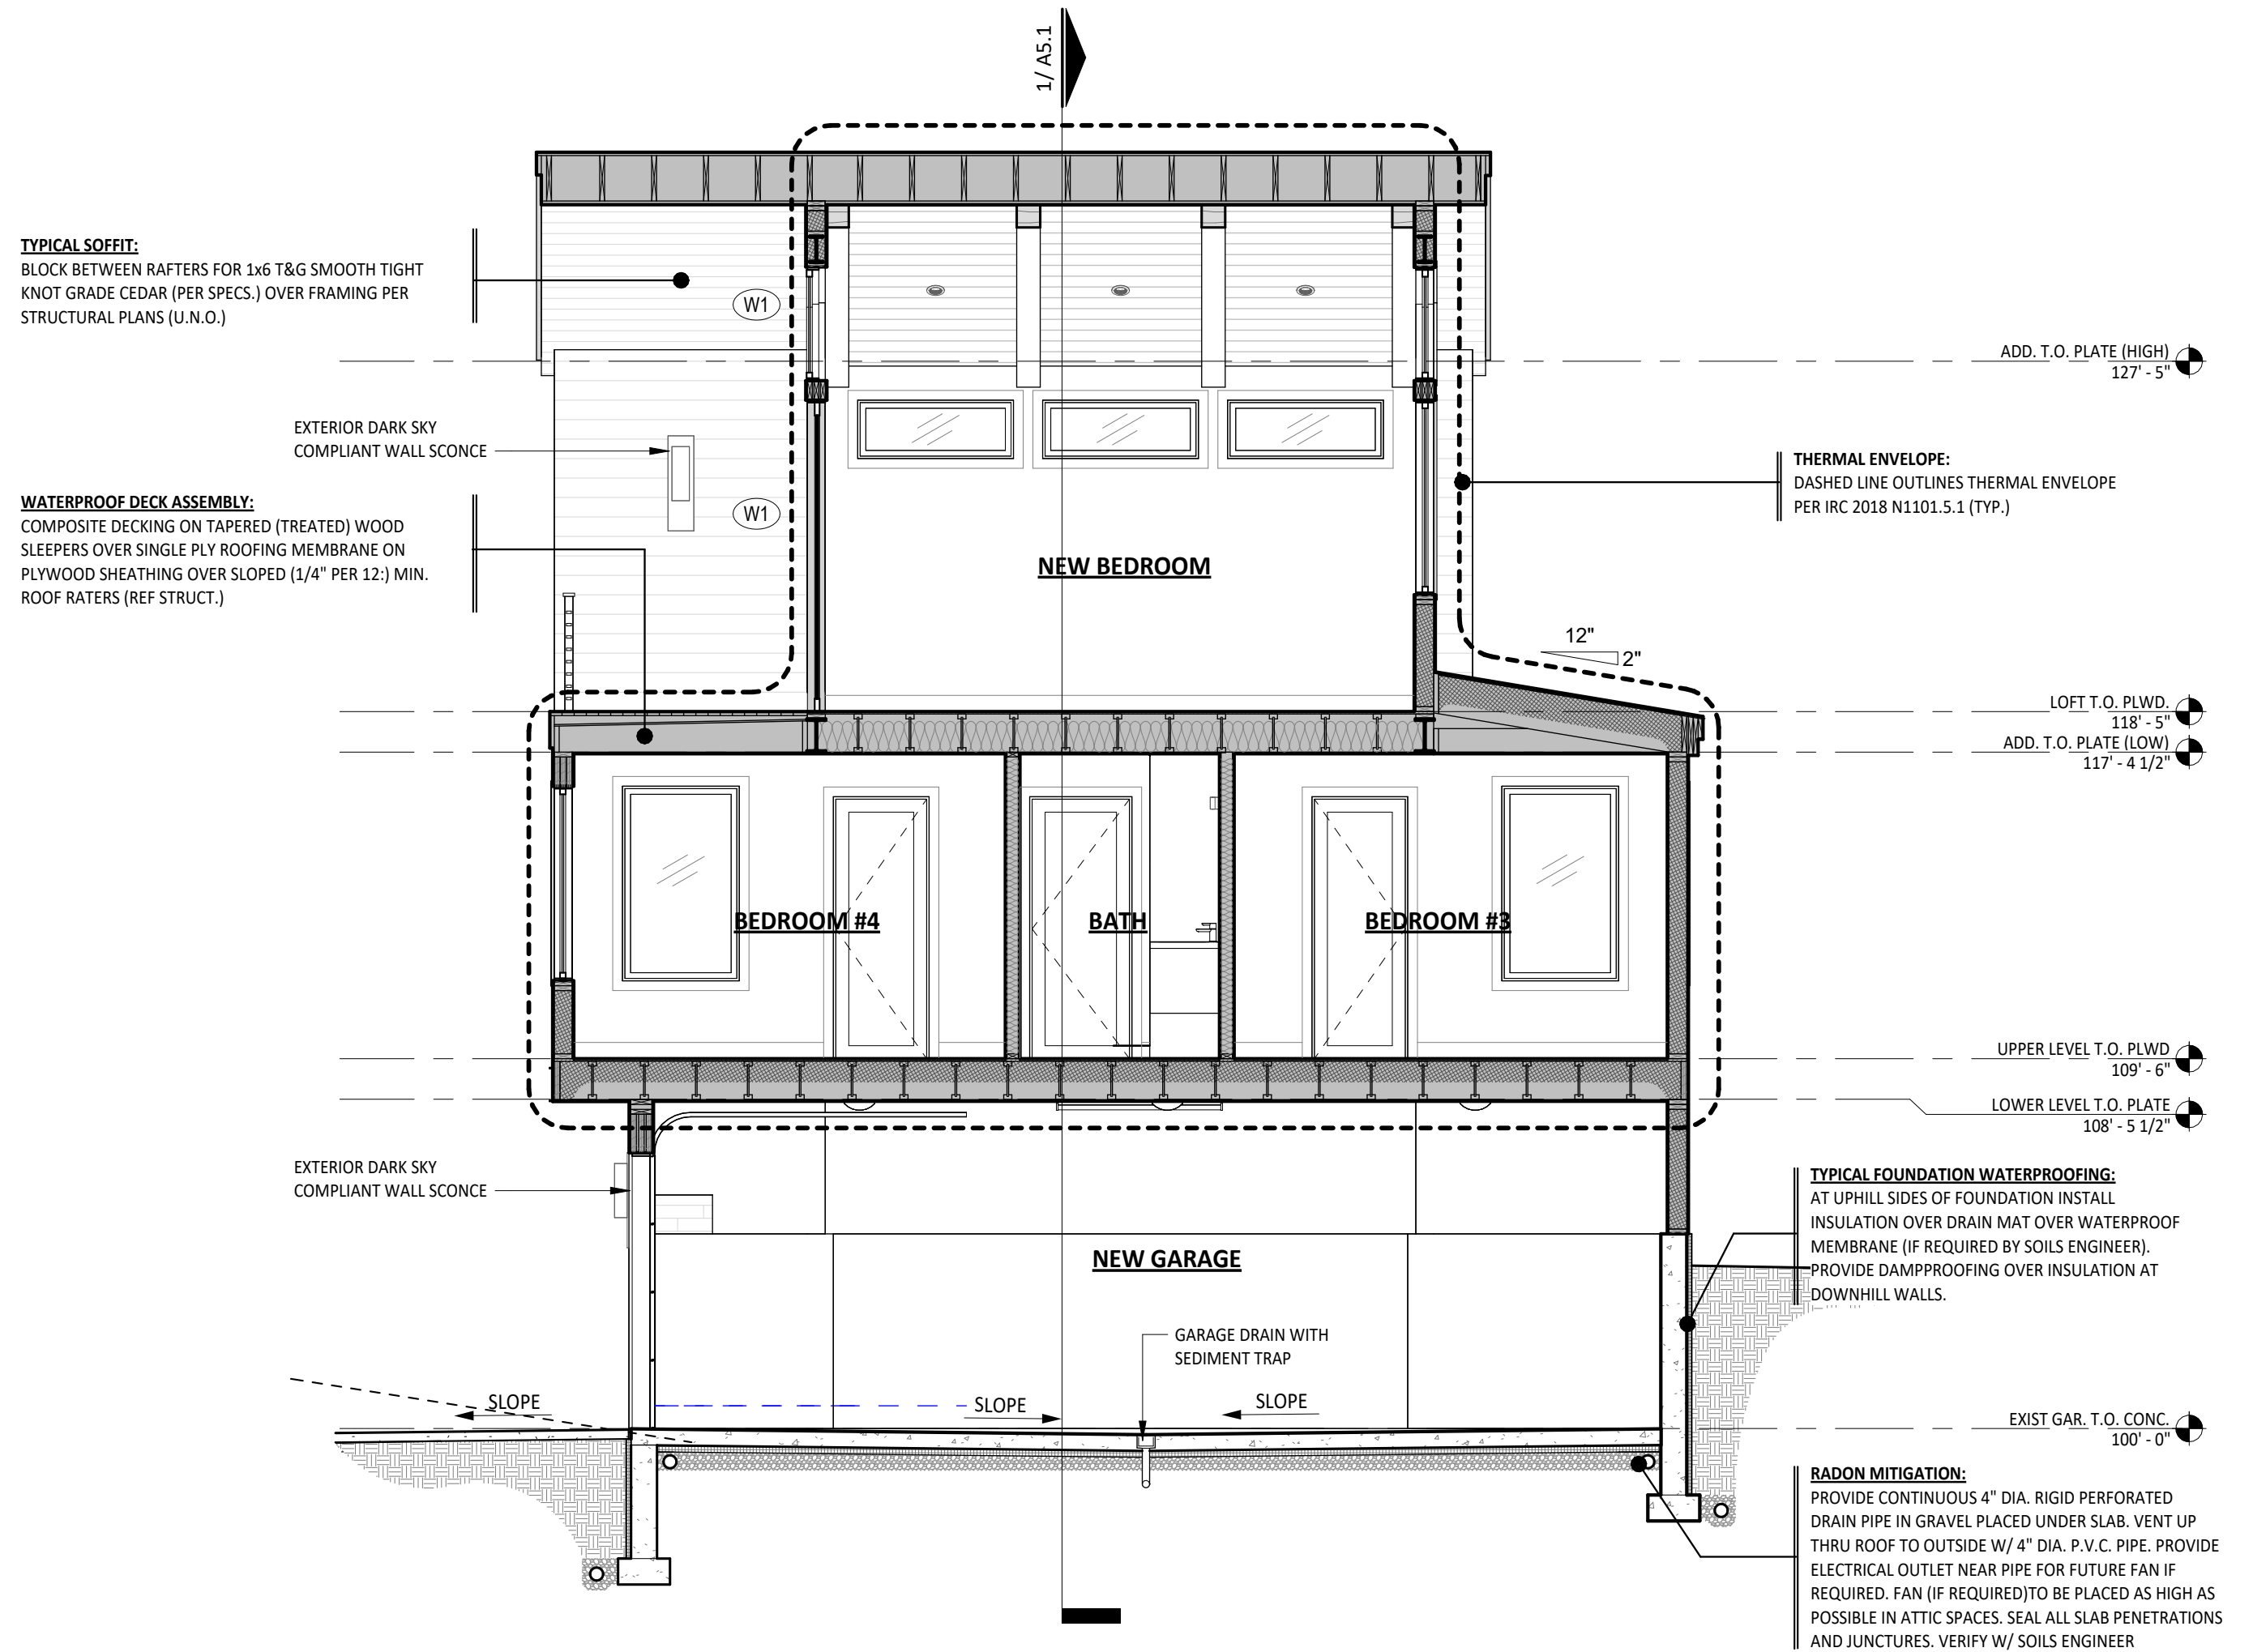 1/ A5.1
TYPICAL SOFFIT:
BLOCK BETWEEN RAFTERS FOR 1x6 T&G SMOOTH TIGHT
KNOT GRADE CEDAR (PER SPECS.) OVER FRAMING PER
STRUCTURAL PLANS (U.N.O.)
W1
ADD. T.O. PLATE (HIGH)
127' - 5"
EXTERIOR DARK SKY
COMPLIANT WALL SCONCE
THERMAL ENVELOPE:
DASHED LINE OUTLINES THERMAL ENVELOPE
PER IRC 2018 N1101.5.1 (TYP.)
WATERPROOF DECK ASSEMBLY:
COMPOSITE DECKING ON TAPERED (TREATED) WOOD
SLEEPERS OVER SINGLE PLY ROOFING MEMBRANE ON
PLYWOOD SHEATHING OVER SLOPED (1/4" PER 12:) MIN.
ROOF RATERS (REF STRUCT.)
W1
NEW BEDROOM
12"
2"
LOFT T.O. PLWD.
118' - 5"
ADD. T.O. PLATE (LOW)
117' - 4 1/2"
BEDROOM #4
BATH
BEDROOM #3
UPPER LEVEL T.O. PLWD
109' - 6"
LOWER LEVEL T.O. PLATE
108' - 5 1/2"
EXTERIOR DARK SKY
COMPLIANT WALL SCONCE
TYPICAL FOUNDATION WATERPROOFING:
AT UPHILL SIDES OF FOUNDATION INSTALL
INSULATION OVER DRAIN MAT OVER WATERPROOF
MEMBRANE (IF REQUIRED BY SOILS ENGINEER).
PROVIDE DAMPPROOFING OVER INSULATION AT
DOWNHILL WALLS.
NEW GARAGE
GARAGE DRAIN WITH
SEDIMENT TRAP
SLOPE
SLOPE
SLOPE
EXIST GAR. T.O. CONC.
100' - 0"
RADON MITIGATION:
PROVIDE CONTINUOUS 4" DIA. RIGID PERFORATED
DRAIN PIPE IN GRAVEL PLACED UNDER SLAB. VENT UP
THRU ROOF TO OUTSIDE W/ 4" DIA. P.V.C. PIPE. PROVIDE
ELECTRICAL OUTLET NEAR PIPE FOR FUTURE FAN IF
REQUIRED. FAN (IF REQUIRED)TO BE PLACED AS HIGH AS
POSSIBLE IN ATTIC SPACES. SEAL ALL SLAB PENETRATIONS
AND JUNCTURES. VERIFY W/ SOILS ENGINEER